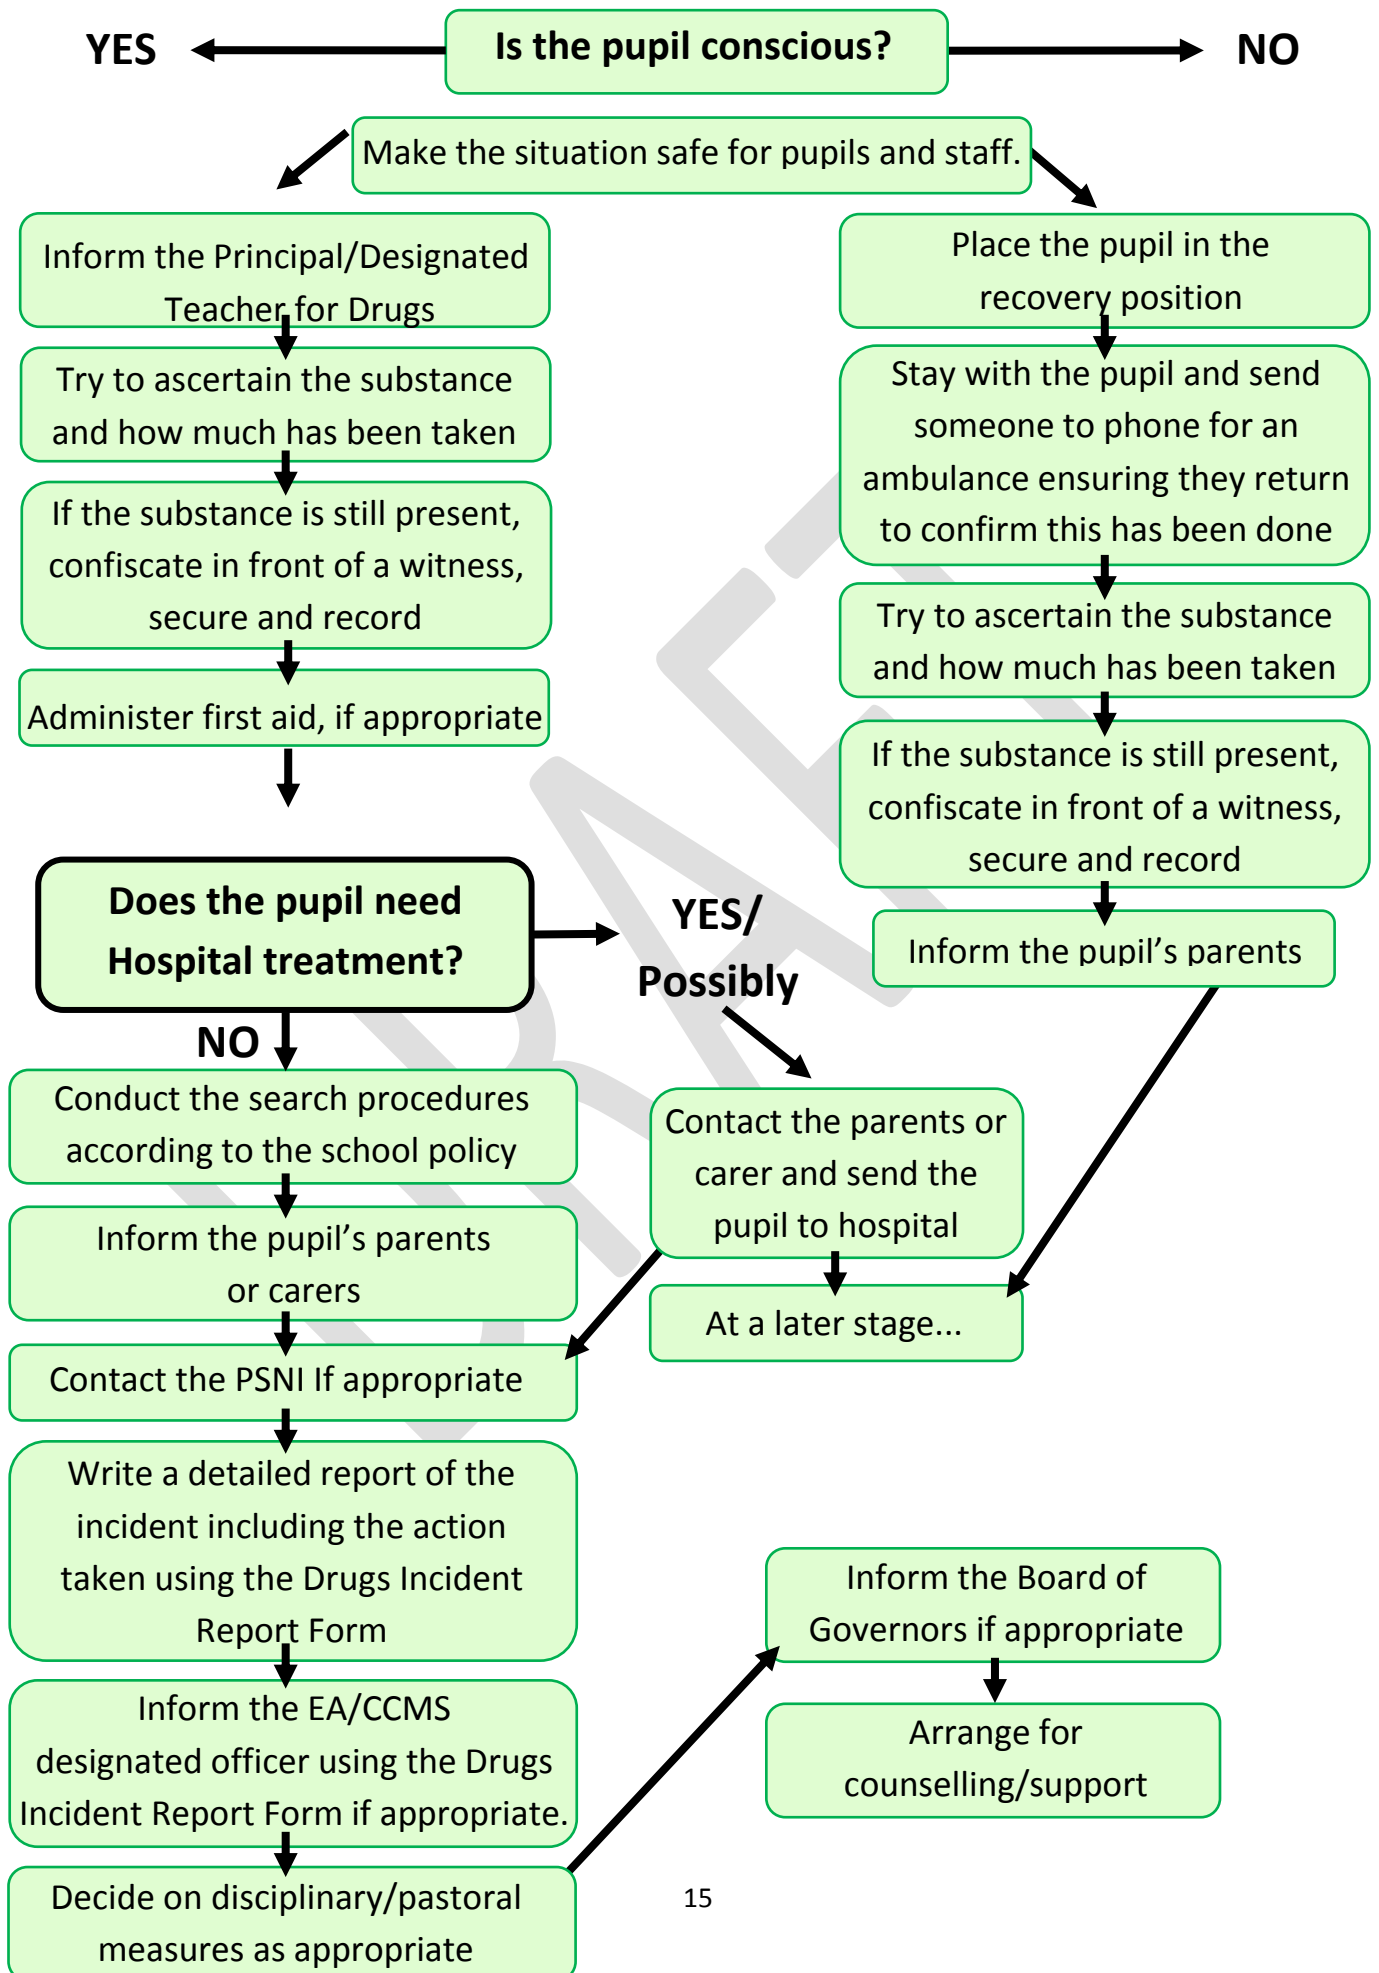 YES
Is the pupil conscious?
NO
Make the situation safe for pupils and staff.
Inform the Principal/Designated
Teacher for Drugs
Try to ascertain the substance
and how much has been taken
If the substance is still present,
confiscate in front of a witness,
secure and record
Administer first aid, if appropriate
Place the pupil in the
recovery position
Stay with the pupil and send
someone to phone for an
ambulance ensuring they return
to confirm this has been done
Try to ascertain the substance
and how much has been taken
If the substance is still present,
confiscate in front of a witness,
secure and record
Inform the pupil's parents
Does the pupil need
Hospital treatment?
YES/
Possibly
NO
Contact the parents or
carer and send the
pupil to hospital
At a later stage...
Conduct the search procedures
according to the school policy
Inform the pupil's parents
or carers
Contact the PSNI If appropriate
Write a detailed report of the
incident including the action
taken using the Drugs Incident
Report Form
Inform the EA/CCMS
designated officer using the Drugs
Incident Report Form if appropriate.
Decide on disciplinary/pastoral
measures as appropriate
Inform the Board of
Governors if appropriate
Arrange for
counselling/support
15
DRAFT